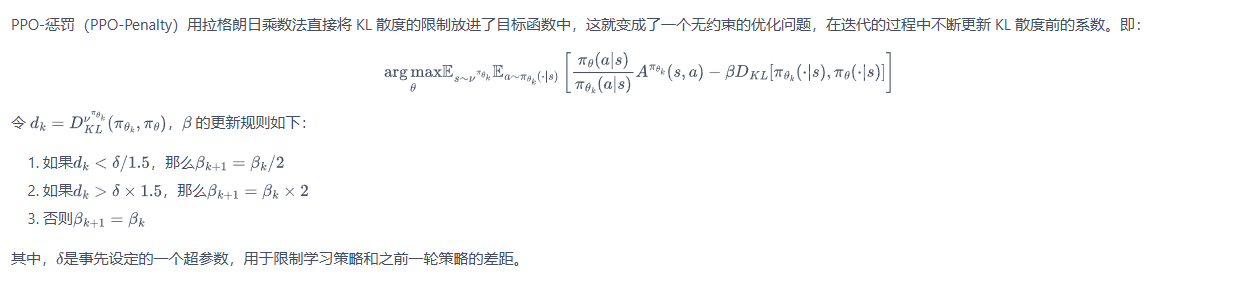 PPO-惩罚（PPO-Penalty）用拉格朗日乘数法直接将 KL 散度的限制放进了目标函数中，这就变成了一个无约束的优化问题，在迭代的过程中不断更新 KL 散度前的系数。即：
$\underset{\theta}{\arg\max} \mathbb{E}_{s \sim \nu^{\pi_{\theta_k}}} \mathbb{E}_{a \sim \pi_{\theta_k}(\cdot|s)} \left[ \frac{\pi_\theta(a|s)}{\pi_{\theta_k}(a|s)} A^{\pi_{\theta_k}}(s,a) - \beta D_{KL}[\pi_{\theta_k}(\cdot|s), \pi_\theta(\cdot|s)] \right]$
令 $d_k = D_{KL}^{\nu^{\pi_{\theta_k}}}(\pi_{\theta_k}, \pi_\theta)$，$\beta$ 的更新规则如下：
1. 如果$d_k < \delta/1.5$，那么$\beta_{k+1} = \beta_k/2$
2. 如果$d_k > \delta \times 1.5$，那么$\beta_{k+1} = \beta_k \times 2$
3. 否则$\beta_{k+1} = \beta_k$
其中，$\delta$是事先设定的一个超参数，用于限制学习策略和之前一轮策略的差距。